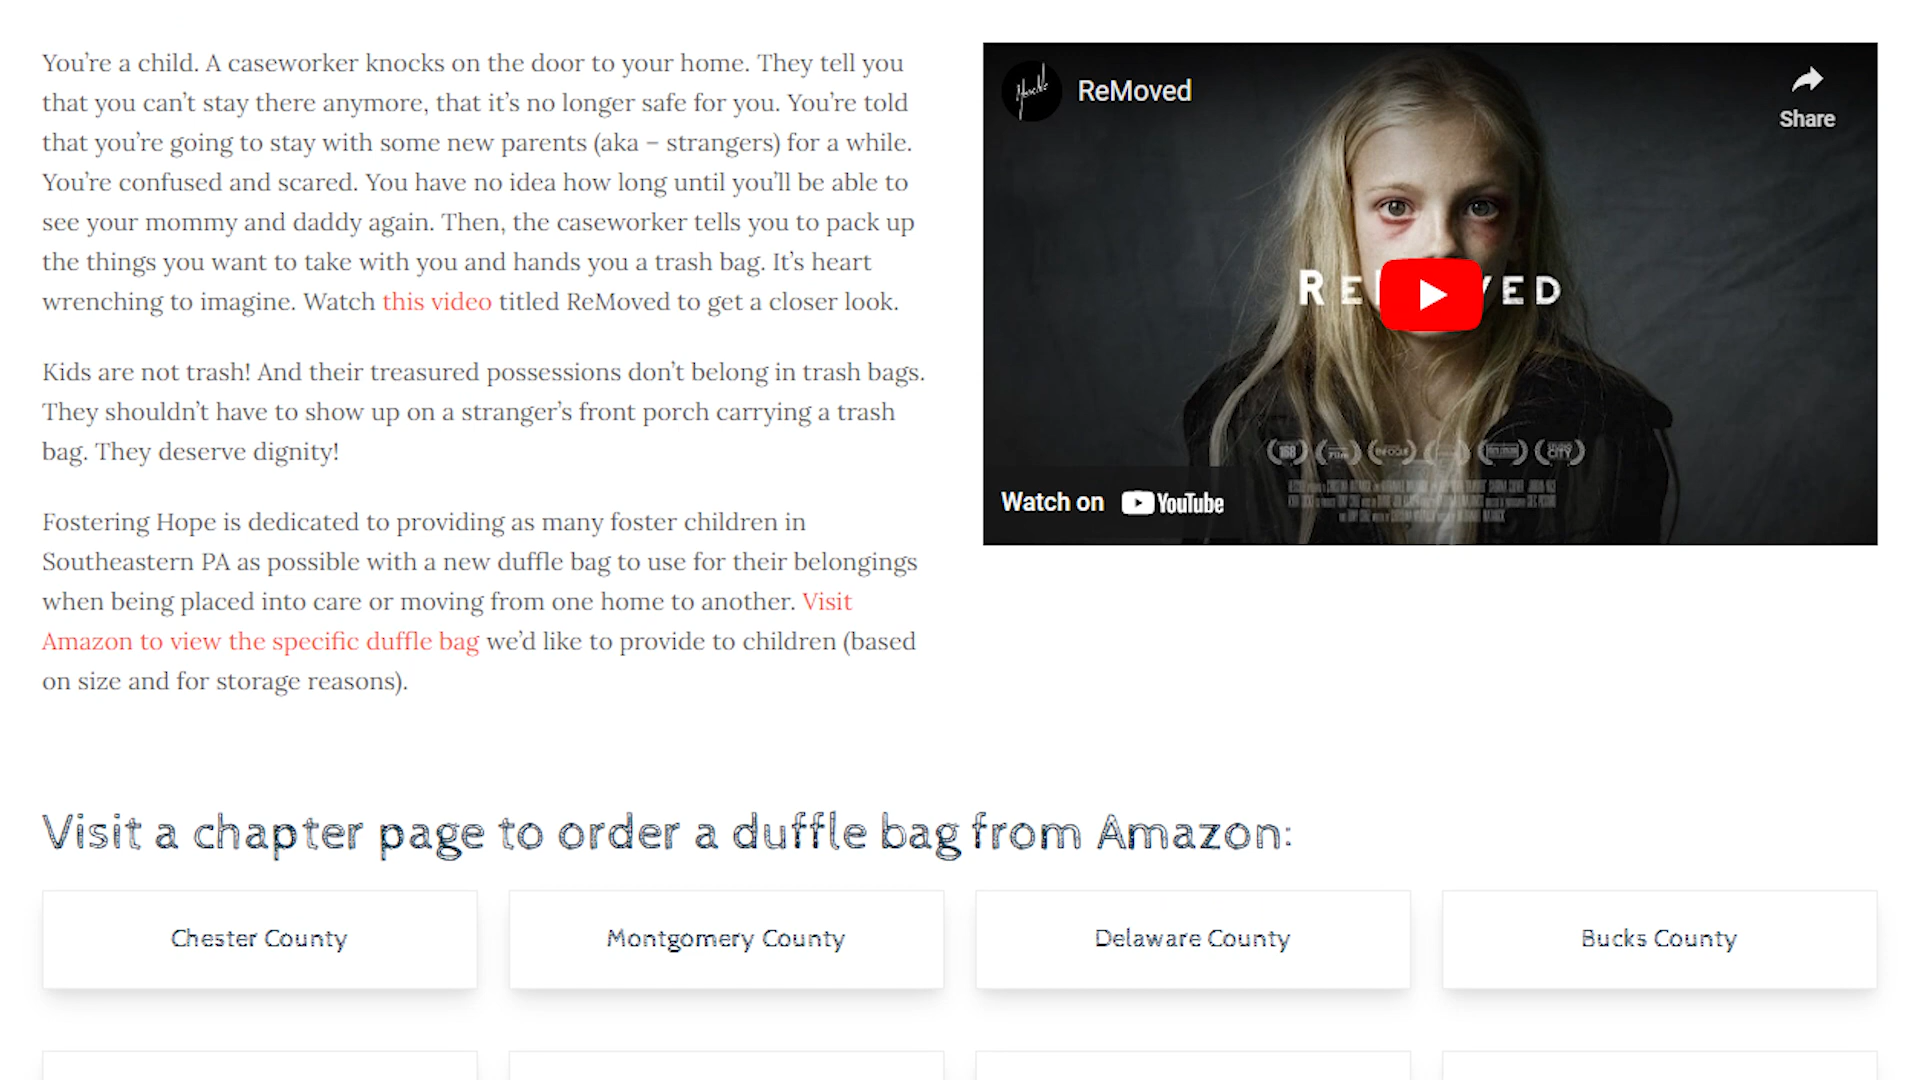 You’re a child. A caseworker knocks on the door to your home. They tell you
that you can’t stay there anymore, that it’s no longer safe for you. You’re told
that you’re going to stay with some new parents (aka – strangers) for a while.
You’re confused and scared. You have no idea how long until you’ll be able to
see your mommy and daddy again. Then, the caseworker tells you to pack up
the things you want to take with you and hands you a trash bag. It’s heart
wrenching to imagine. Watch this video titled ReMoved to get a closer look.
Kids are not trash! And their treasured possessions don’t belong in trash bags.
They shouldn’t have to show up on a stranger’s front porch carrying a trash
bag. They deserve dignity!
Fostering Hope is dedicated to providing as many foster children in
Southeastern PA as possible with a new duffle bag to use for their belongings
when being placed into care or moving from one home to another. Visit
Amazon to view the specific duffle bag we’d like to provide to children (based
on size and for storage reasons).
ReMoved
Share
168
Watch on YouTube
Visit a chapter page to order a duffle bag from Amazon:
Chester County
Montgomery County
Delaware County
Bucks County